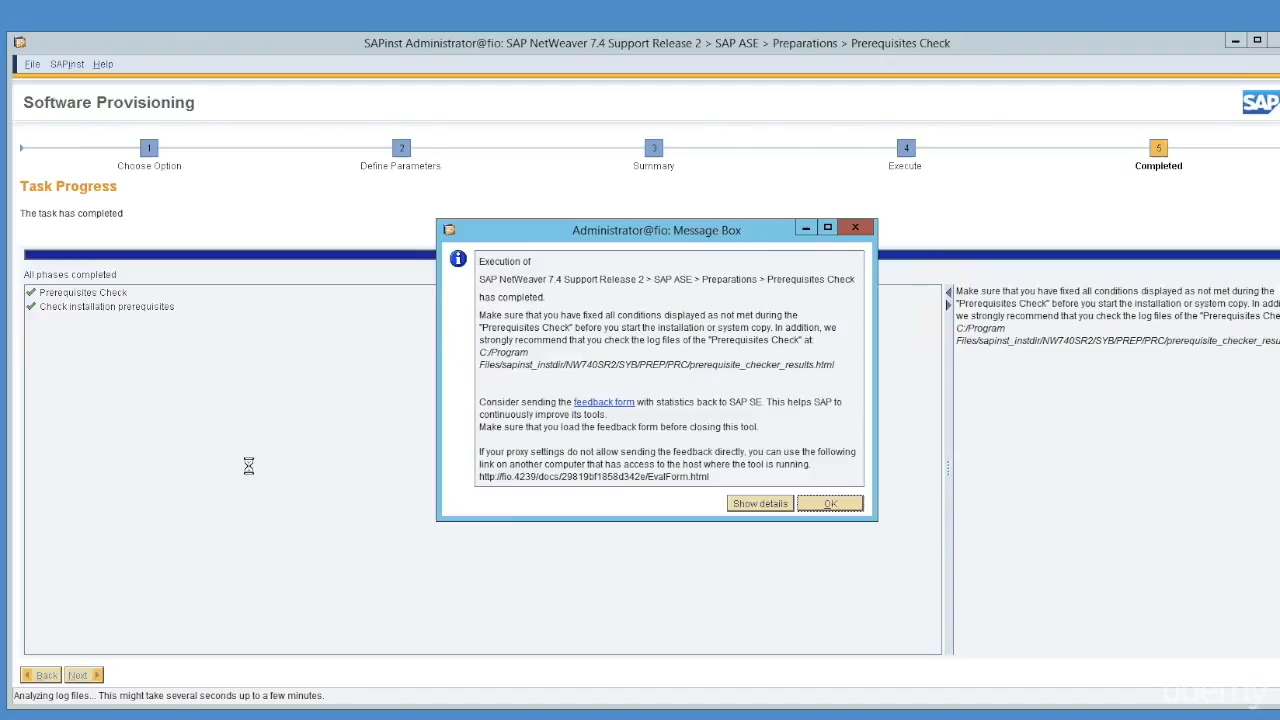 SAPinst Administrator@fio: SAP NetWeaver 7.4 Support Release 2 > SAP ASE > Preparations > Prerequisites Check
File SAPinst Help
Software Provisioning
SAP
1 2 3 4 5
Choose Option Define Parameters Summary Execute Completed
Task Progress
The task has completed
All phases completed
Prerequisites Check
Check installation prerequisites
Administrator@fio: Message Box
Execution of
SAP NetWeaver 7.4 Support Release 2 > SAP ASE > Preparations > Prerequisites Check
has completed.
Make sure that you have fixed all conditions displayed as not met during the
"Prerequisites Check" before you start the installation or system copy. In addition, we
strongly recommend that you check the log files of the "Prerequisites Check" at:
C:/Program
Files/sapinst_instdir/NW740SR2/SYB/PREP/PRC/prerequisite_checker_results.html
Consider sending the feedback form with statistics back to SAP SE. This helps SAP to
continuously improve its tools.
Make sure that you load the feedback form before closing this tool.
If your proxy settings do not allow sending the feedback directly, you can use the following
link on another computer that has access to the host where the tool is running.
http://fio:4239/docs/29819bf1858d342e/EvalForm.html
Show details OK
Make sure that you have fixed all conditions displayed as not met during the
"Prerequisites Check" before you start the installation or system copy. In addi
we strongly recommend that you check the log files of the "Prerequisites Che
C:/Program
Files/sapinst_instdir/NW740SR2/SYB/PREP/PRC/prerequisite_checker_resu
Back Next
Analyzing log files... This might take several seconds up to a few minutes.
udemy